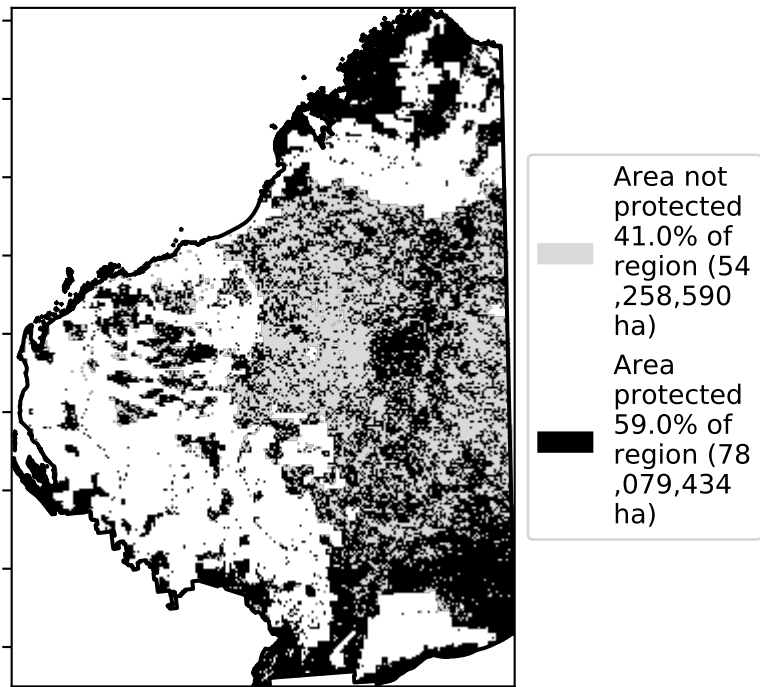 Area not
protected
41.0% of
region (54
,258,590
ha)
Area
protected
59.0% of
region (78
,079,434
ha)